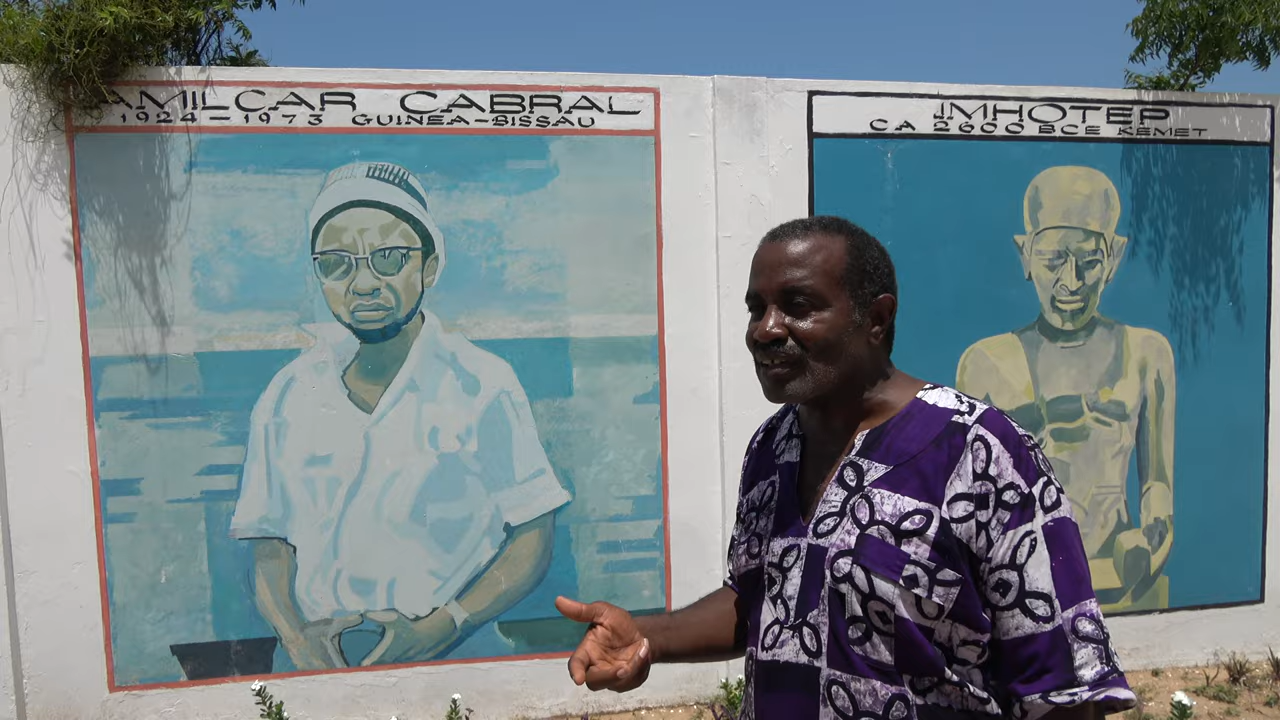 AMILCAR CABRAL
1924-1973 GUINEA-BISSAU
IMHOTEP
CA 2600 BCE KEMET